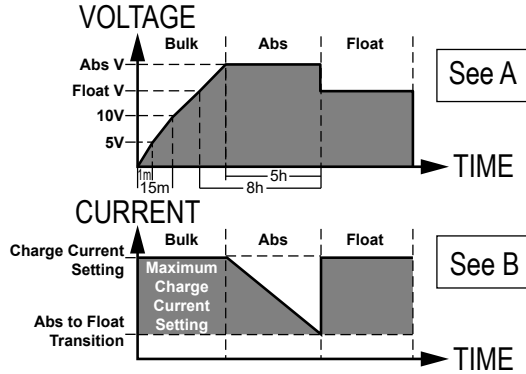 VOLTAGE
Bulk Abs Float
Abs V
Float V
10V
5V
1m
15m
5h
8h
TIME
See A
CURRENT
Bulk Abs Float
Charge Current
Setting
Maximum
Charge
Current
Setting
Abs to Float
Transition
TIME
See B